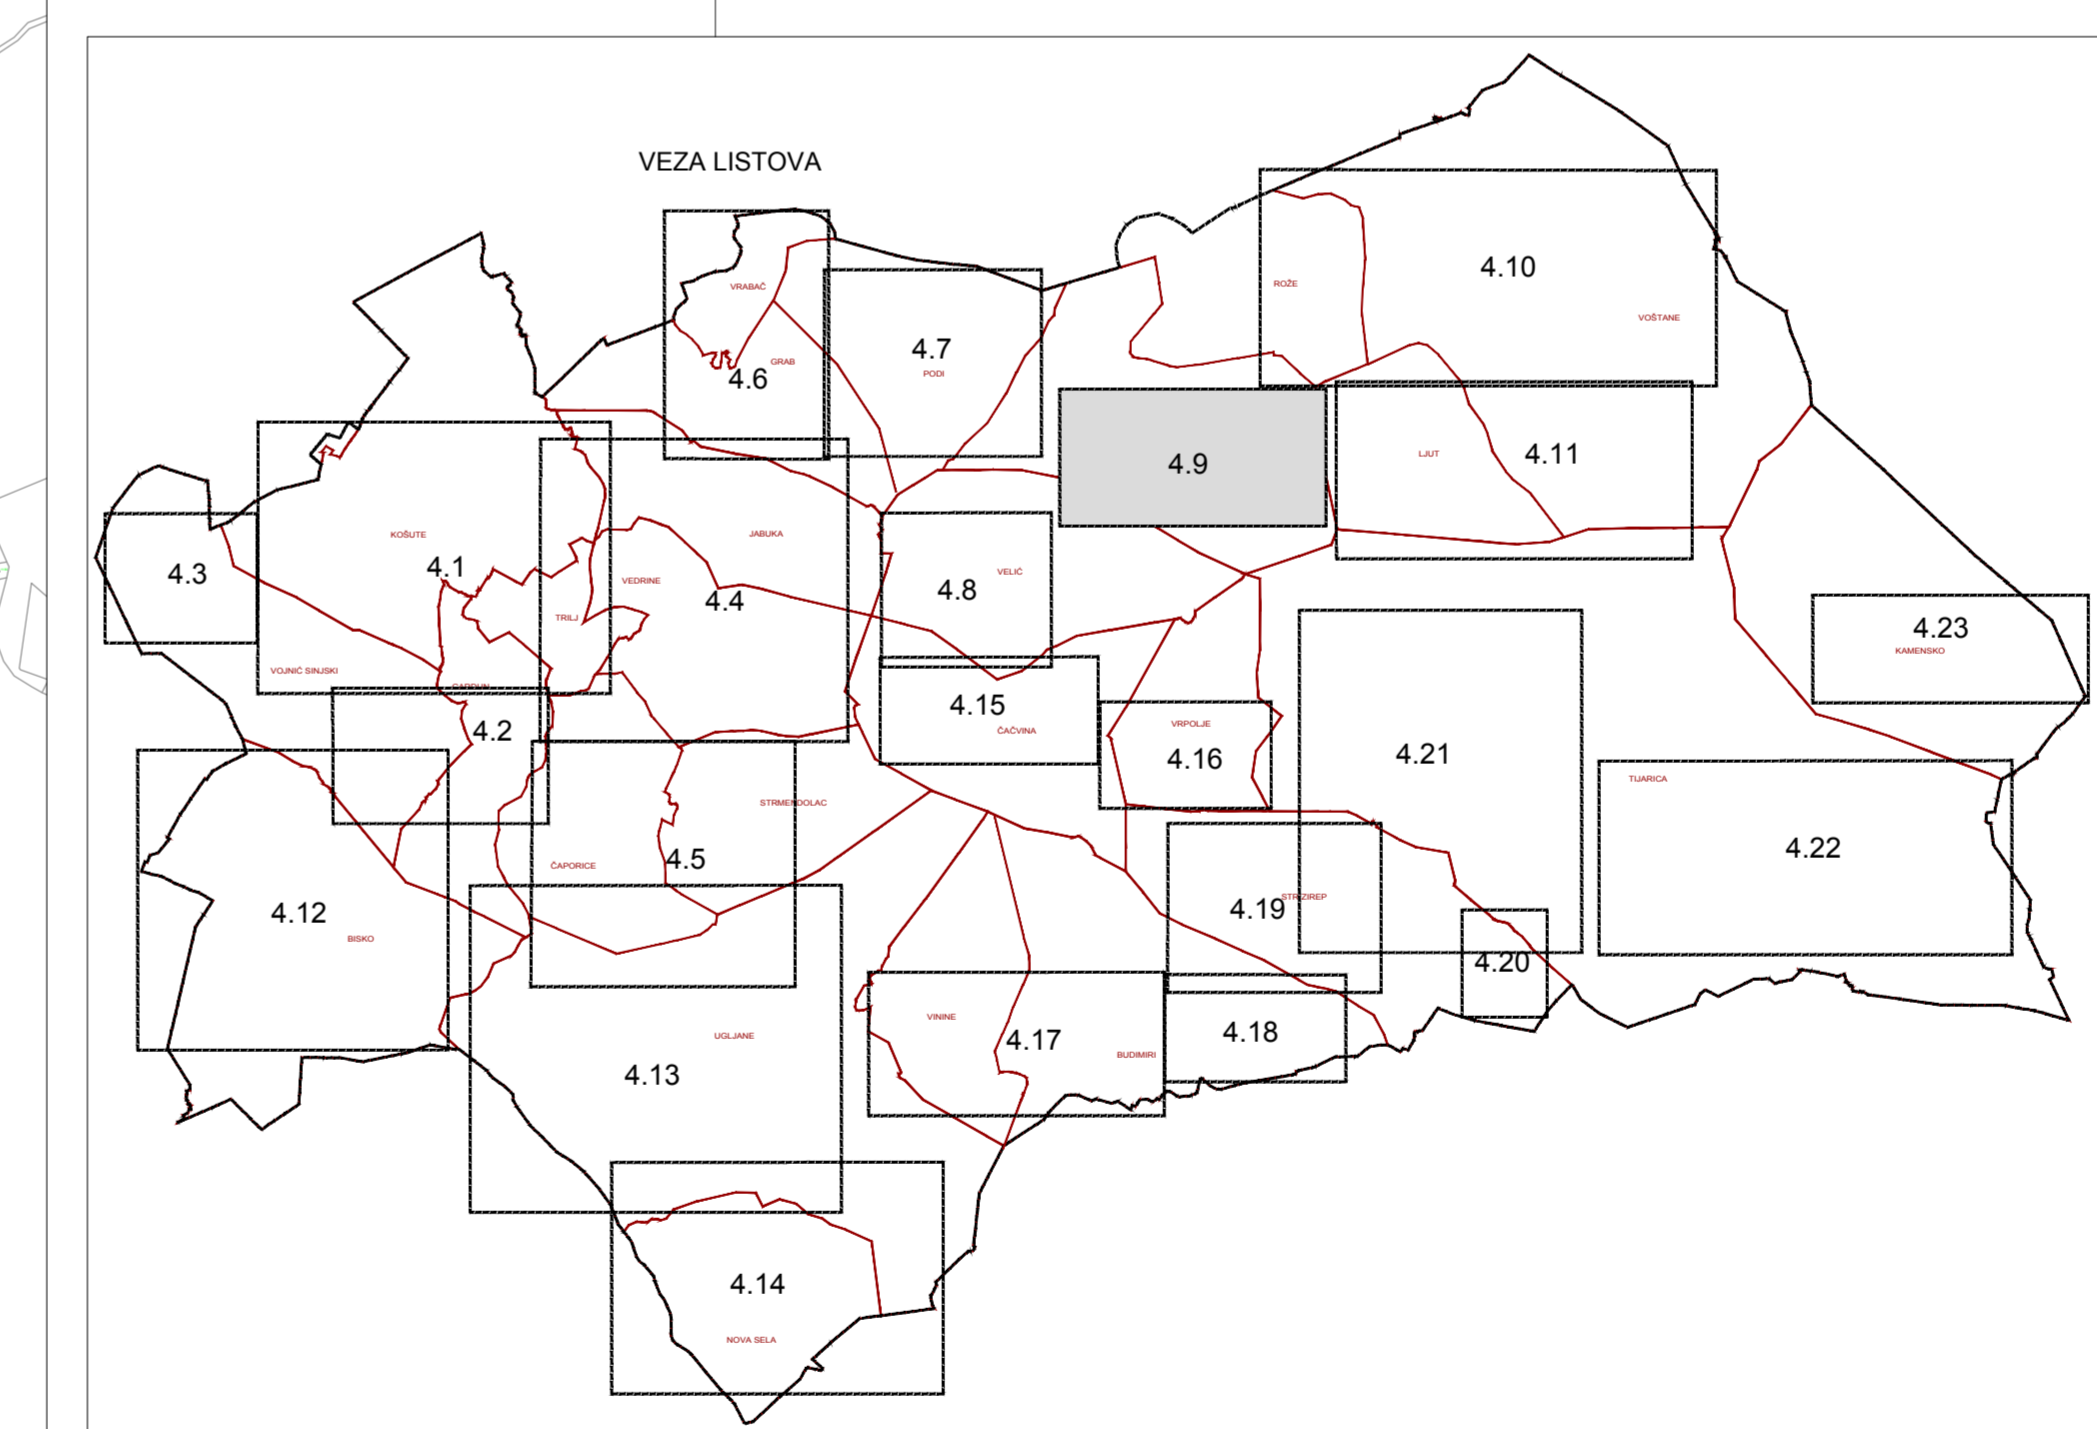 VEZA LISTOVA
4.10
ROŽE
VRABAČ
VOŠTANE
4.7
GRAB
PODI
4.6
4.9
LJUT
4.11
KOŠUTE
JABUKA
4.3
4.1
VEDRINE
VELIĆ
4.8
4.4
TRILJ
4.23
KAMENSKO
VOJNIĆ SINJSKI
GARDUN
4.15
4.2
ČAČVINA
VRPOLJE
4.16
4.21
TIJARICA
STRMENDOLAC
4.22
4.5
ČAPORICE
4.12
BISKO
4.19
STRIZIREP
4.20
VININE
UGLJANE
4.17
4.18
BUDIMIRI
4.13
4.14
NOVA SELA